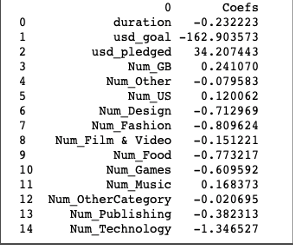 0 Coefs
0 duration -0.232223
1 usd_goal -162.903573
2 usd_pledged 34.207443
3 Num_GB 0.241070
4 Num_Other -0.079583
5 Num_US 0.120062
6 Num_Design -0.712969
7 Num_Fashion -0.809624
8 Num_Film & Video -0.151221
9 Num_Food -0.773217
10 Num_Games -0.609592
11 Num_Music 0.168373
12 Num_OtherCategory -0.020695
13 Num_Publishing -0.382313
14 Num_Technology -1.346527